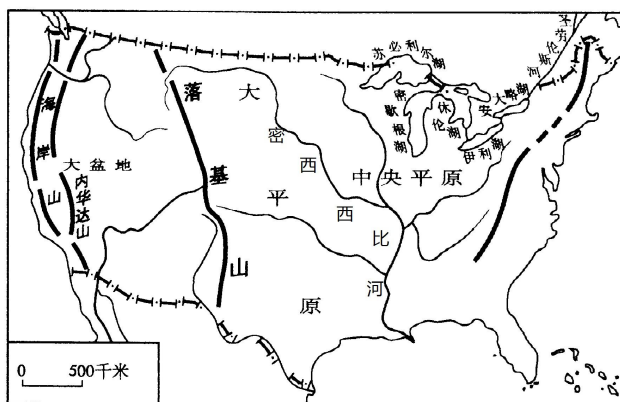 苏必利尔湖
密歇根湖
休伦湖
安大略湖
伊利湖
圣劳伦斯河
海岸山
大盆地
内华达山
落基山
大平原
中央平原
密西西比河
0 500千米